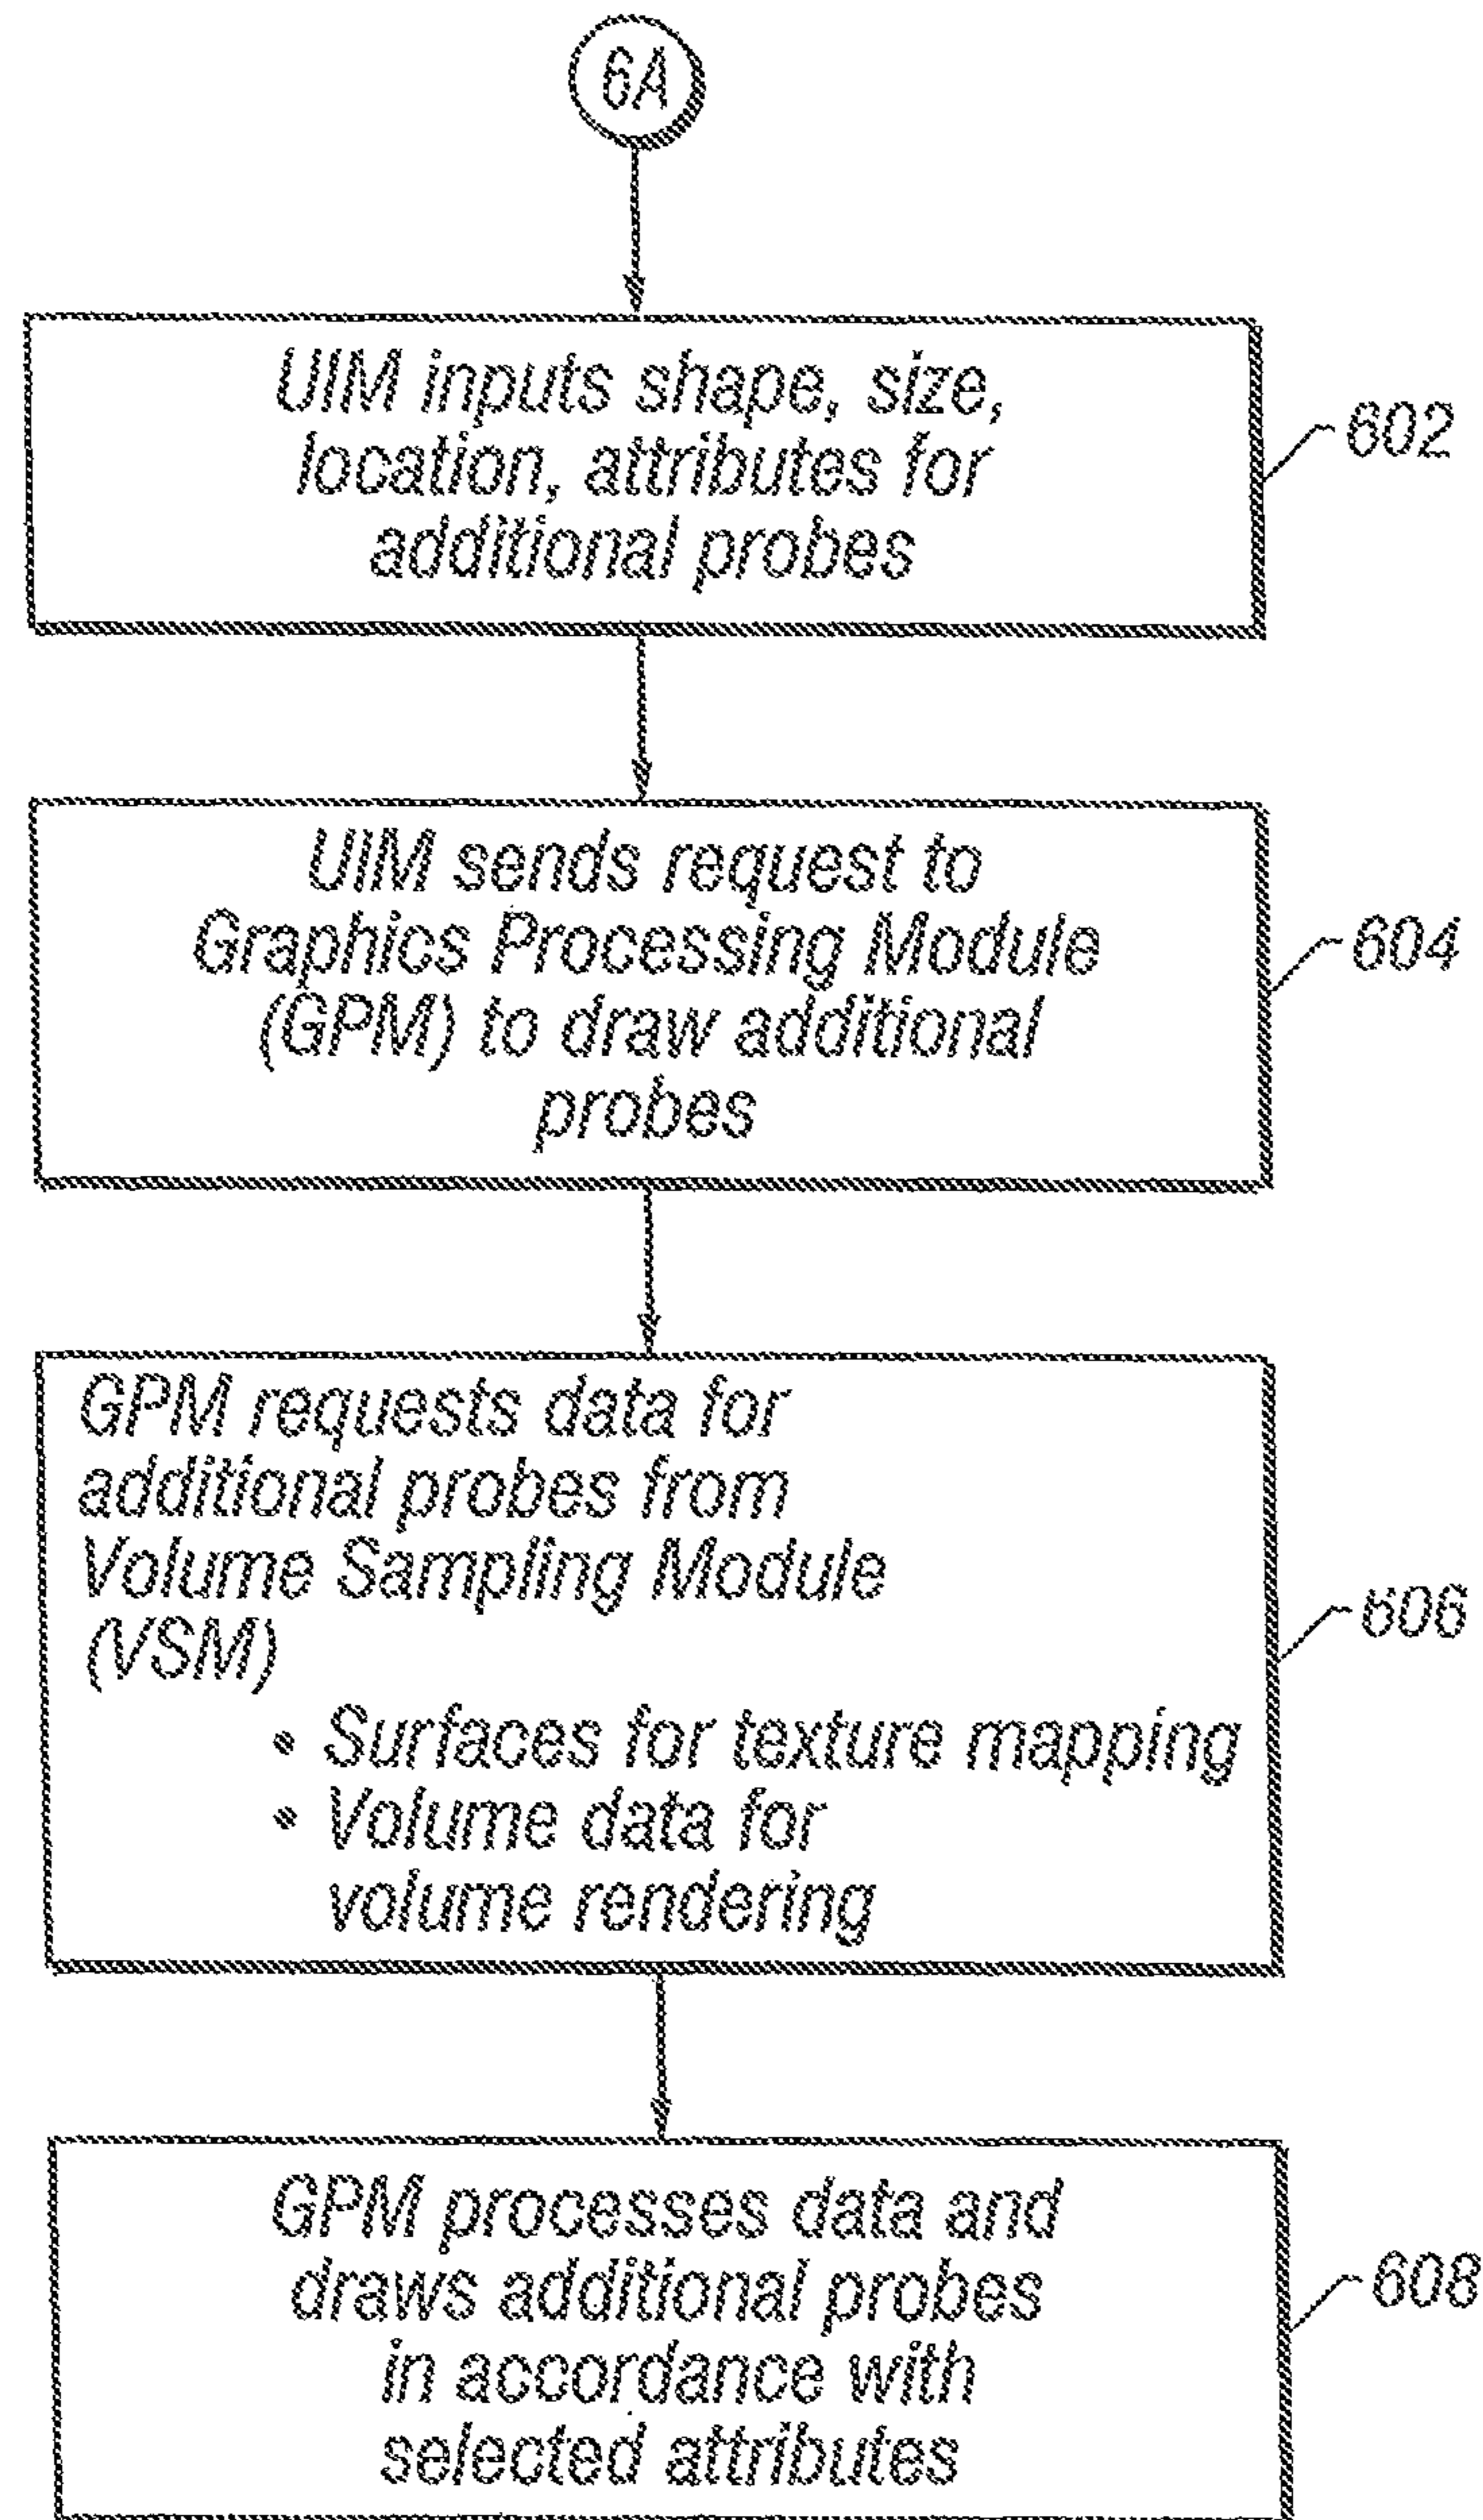 6A
UIM inputs shape, size,
location, attributes for
additional probes
602
UIM sends request to
Graphics Processing Module
(GPM) to draw additional
probes
604
GPM requests data for
additional probes from
Volume Sampling Module
(VSM)
• Surfaces for texture mapping
• Volume data for
volume rendering
606
GPM processes data and
draws additional probes
in accordance with
selected attributes
608